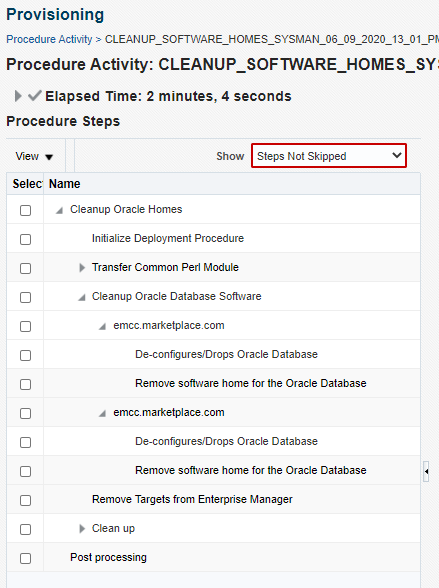 Provisioning
Procedure Activity > CLEANUP_SOFTWARE_HOMES_SYSMAN_06_09_2020_13_01_PM
Procedure Activity: CLEANUP_SOFTWARE_HOMES_SYS
Elapsed Time: 2 minutes, 4 seconds
Procedure Steps
View Show Steps Not Skipped
Select Name
Cleanup Oracle Homes
Initialize Deployment Procedure
Transfer Common Perl Module
Cleanup Oracle Database Software
emcc.marketplace.com
De-configures/Drops Oracle Database
Remove software home for the Oracle Database
emcc.marketplace.com
De-configures/Drops Oracle Database
Remove software home for the Oracle Database
Remove Targets from Enterprise Manager
Clean up
Post processing